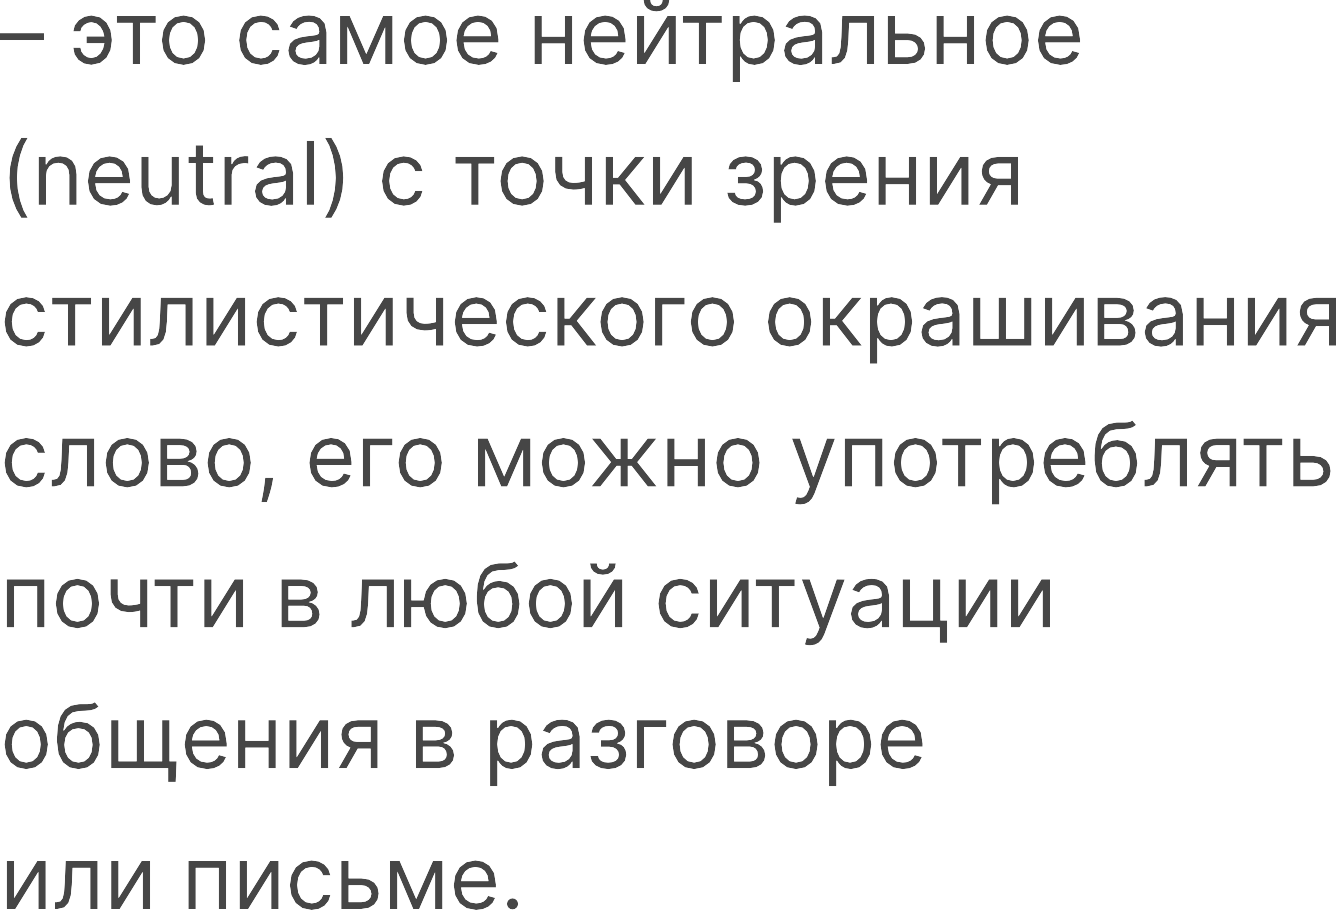 – это самое нейтральное
(neutral) с точки зрения
стилистического окрашивания
слово, его можно употреблять
почти в любой ситуации
общения в разговоре
или письме.